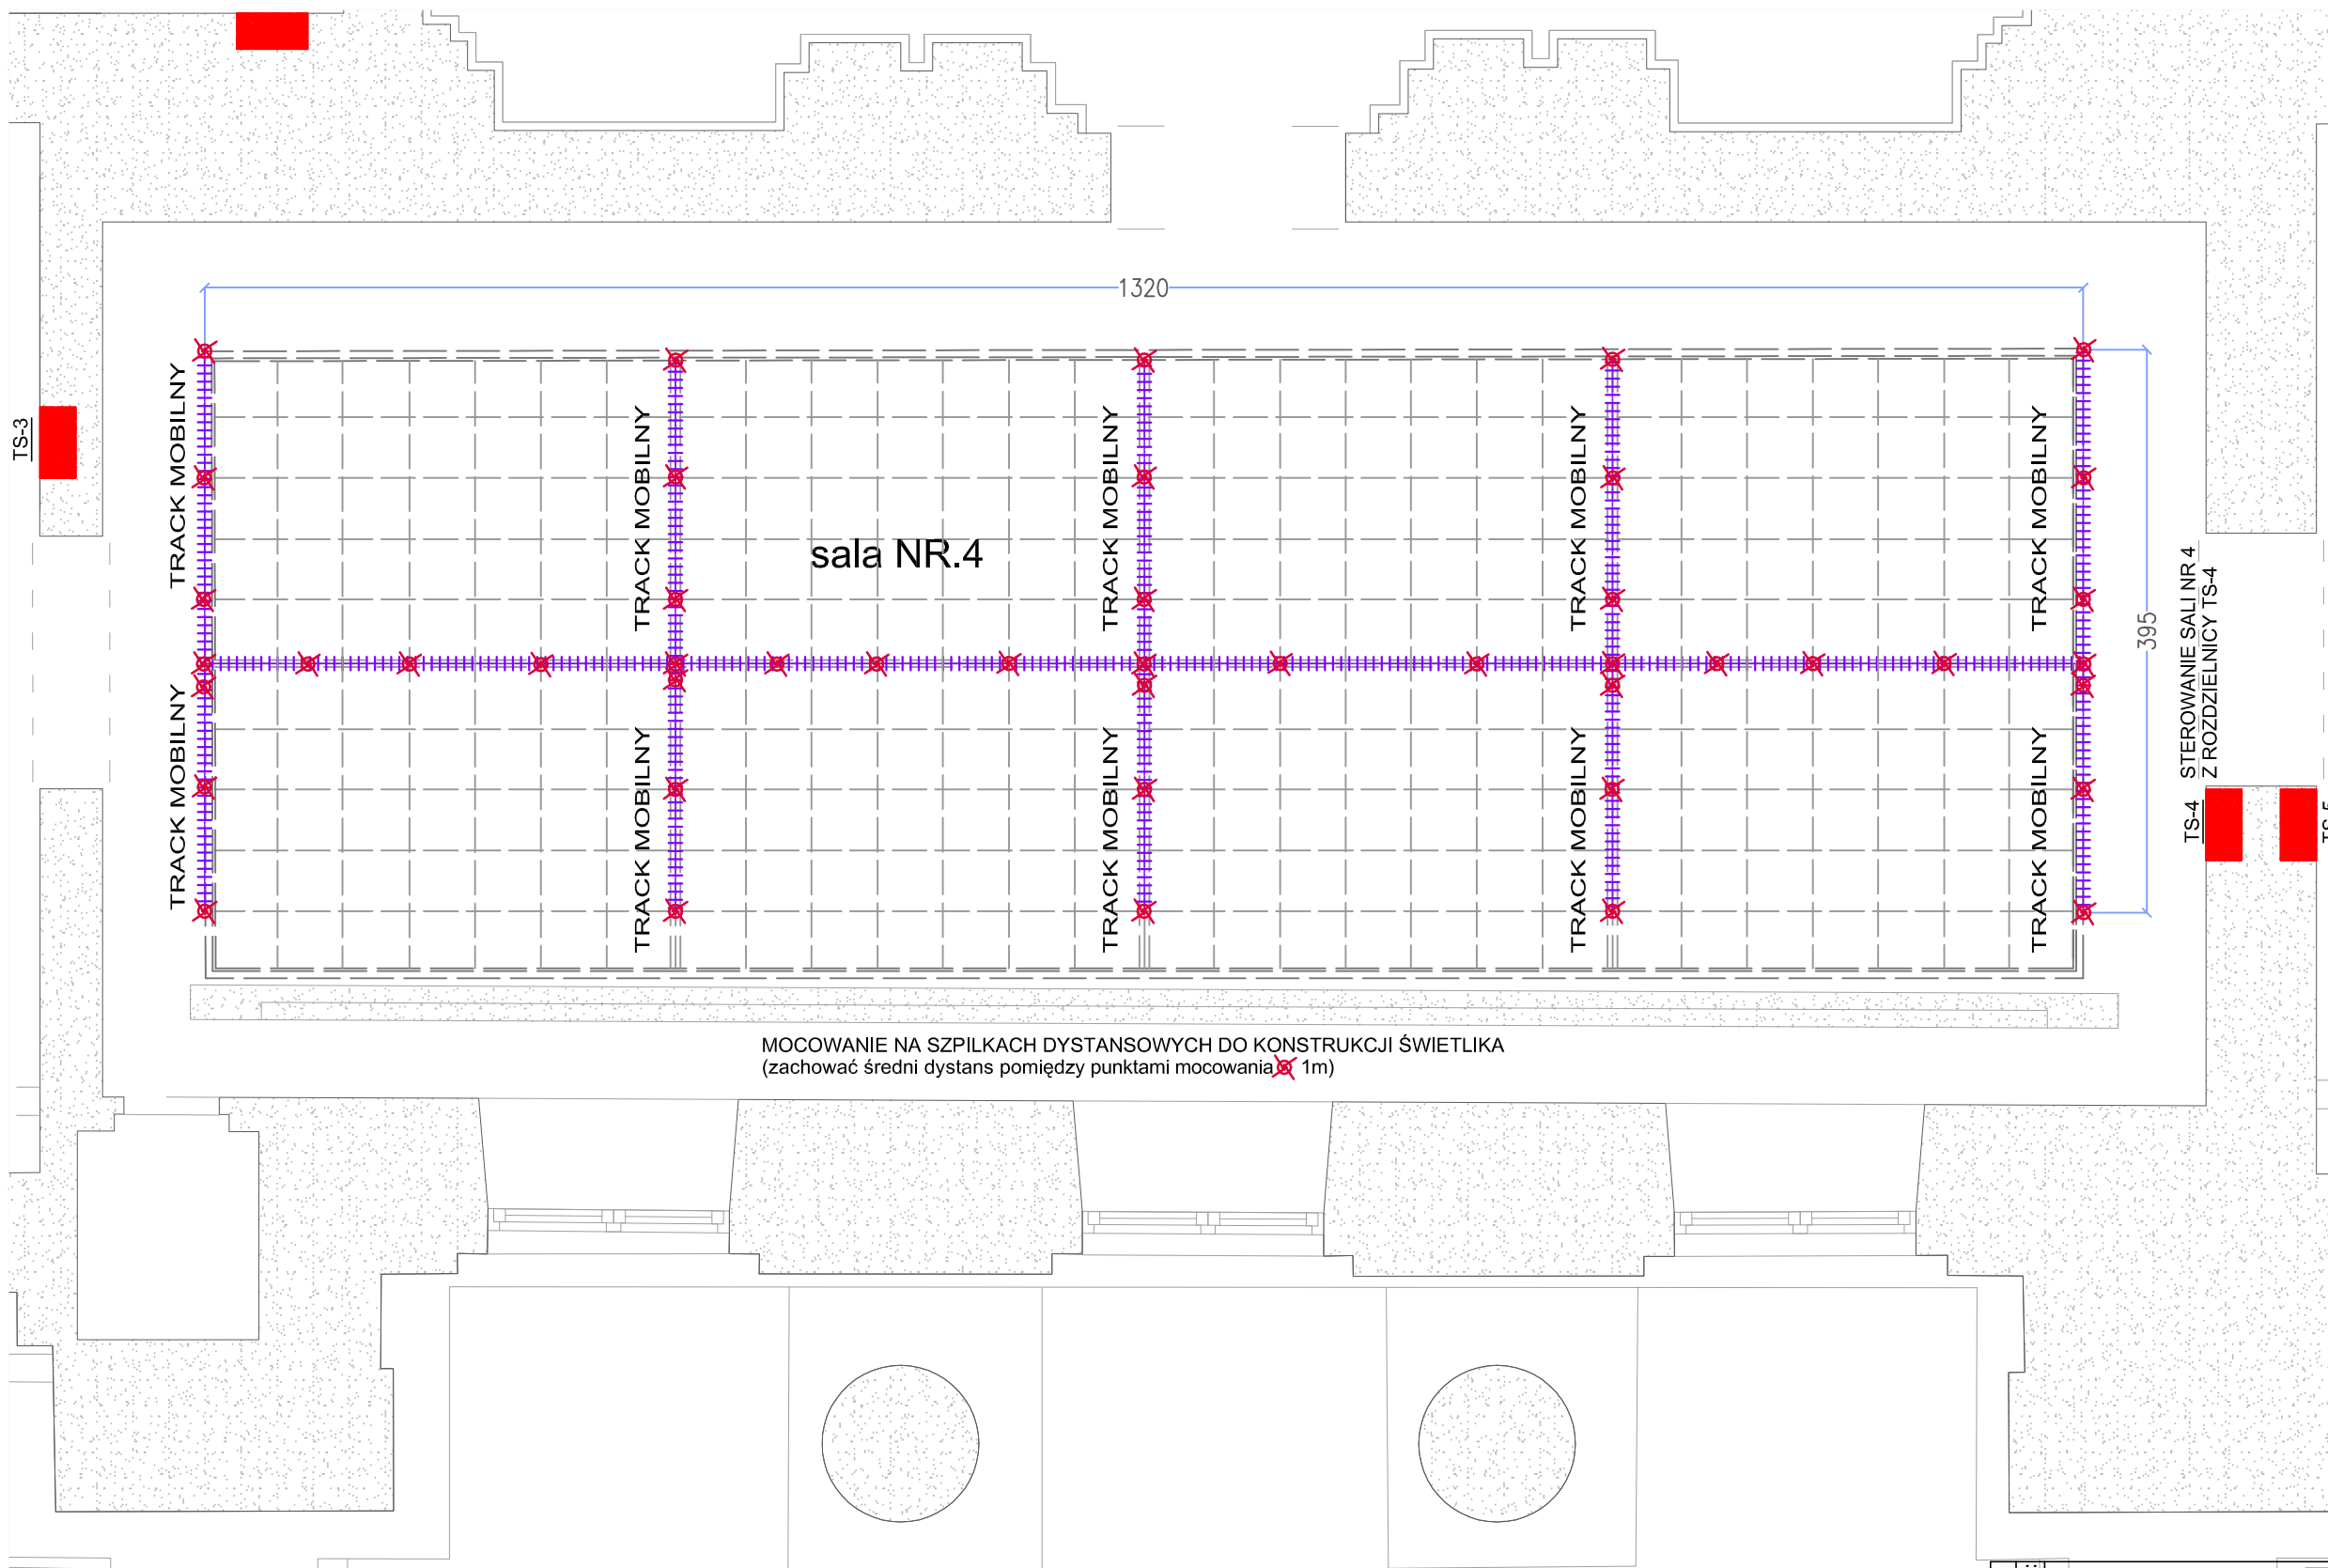 1320
TRACK MOBILNY
TRACK MOBILNY
TRACK MOBILNY
TRACK MOBILNY
TRACK MOBILNY
TS-3
sala NR.4
395
STEROWANIE SALI NR 4
Z ROZDZIELNICY TS-4
TRACK MOBILNY
TRACK MOBILNY
TRACK MOBILNY
TRACK MOBILNY
TRACK MOBILNY
TS-4
TS-5
MOCOWANIE NA SZPILKACH DYSTANSOWYCH DO KONSTRUKCJI ŚWIETLIKA
(zachować średni dystans pomiędzy punktami mocowania 1m)